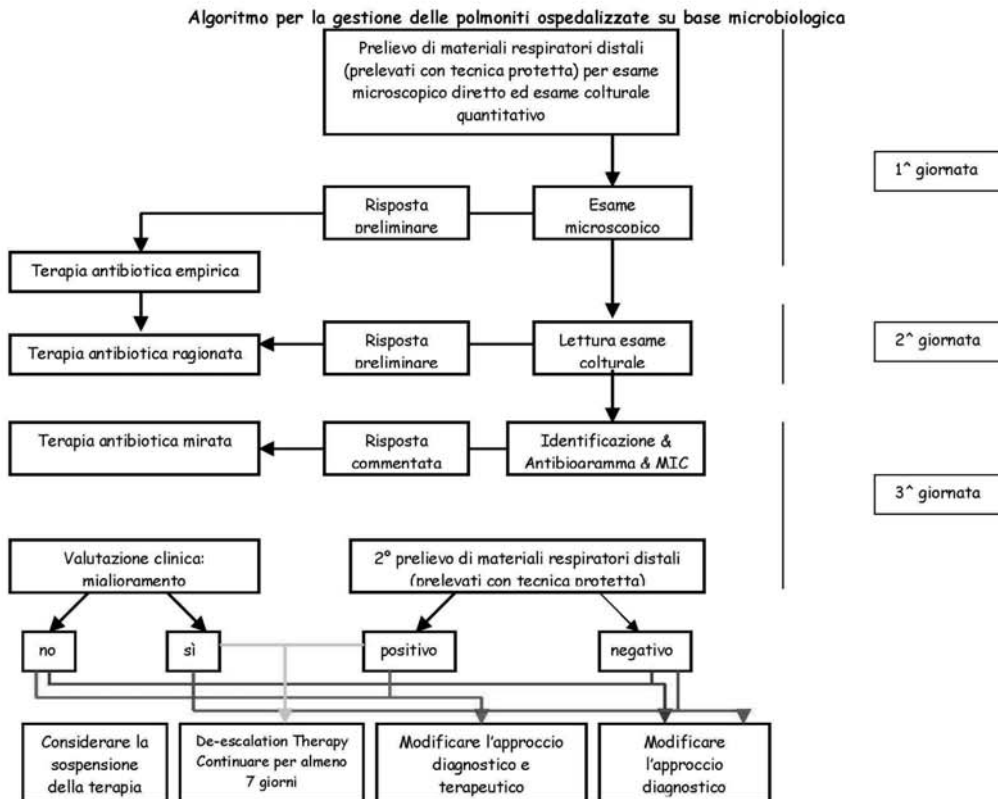 Algoritmo per la gestione delle polmoniti ospedalizzate su base microbiologica
Prelievo di materiali respiratori distali
(prelevati con tecnica protetta) per esame
microscopico diretto ed esame colturale
quantitativo
1^ giornata
Risposta
preliminare
Esame
microscopico
Terapia antibiotica empirica
Terapia antibiotica ragionata
Risposta
preliminare
Lettura esame
colturale
2^ giornata
Terapia antibiotica mirata
Risposta
commentata
Identificazione &
Antibiogramma & MIC
3^ giornata
Valutazione clinica:
miglioramento
2° prelievo di materiali respiratori distali
(prelevati con tecnica protetta)
no
sì
positivo
negativo
Considerare la
sospensione
della terapia
De-escalation Therapy
Continuare per almeno
7 giorni
Modificare l'approccio
diagnostico e
terapeutico
Modificare
l'approccio
diagnostico